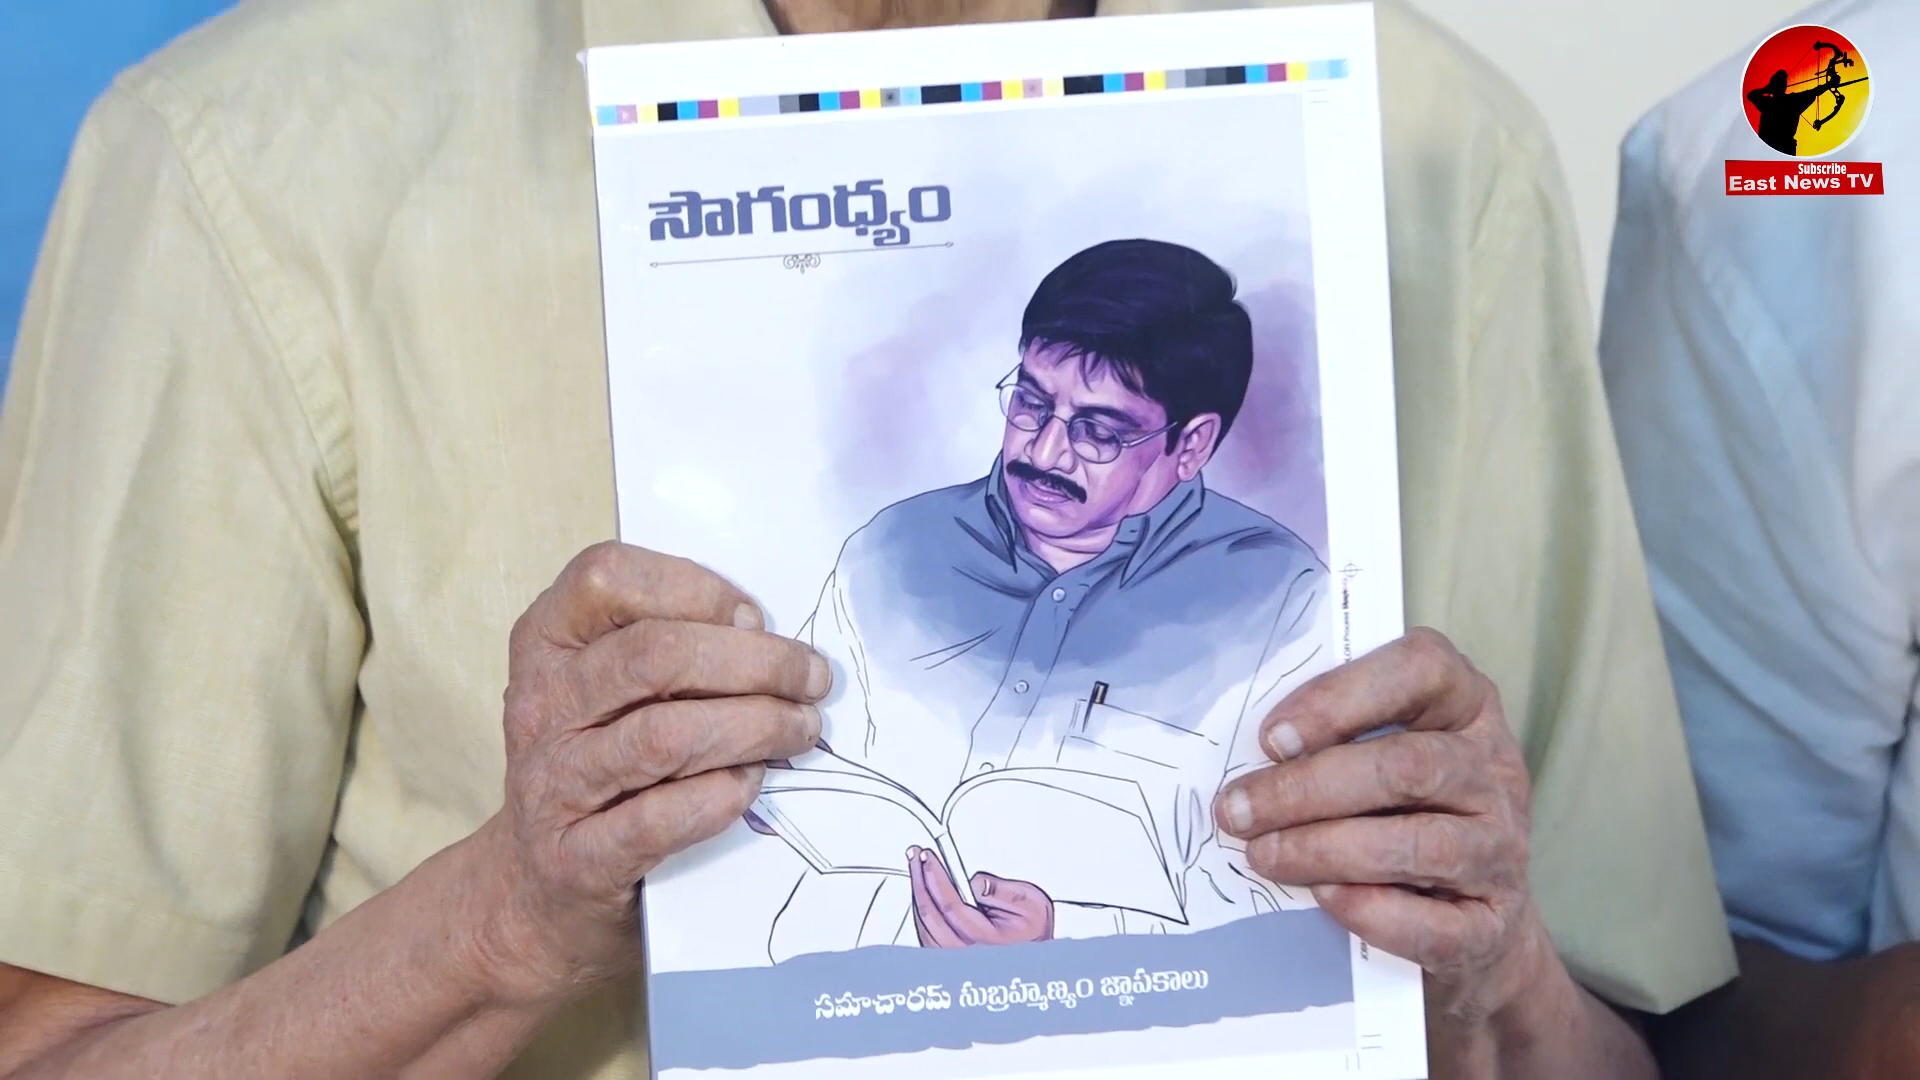 Subscribe
East News TV
సౌగంధ్యం
సమాచారమ్ సుబ్రహ్మణ్యం జ్ఞాపకాలు